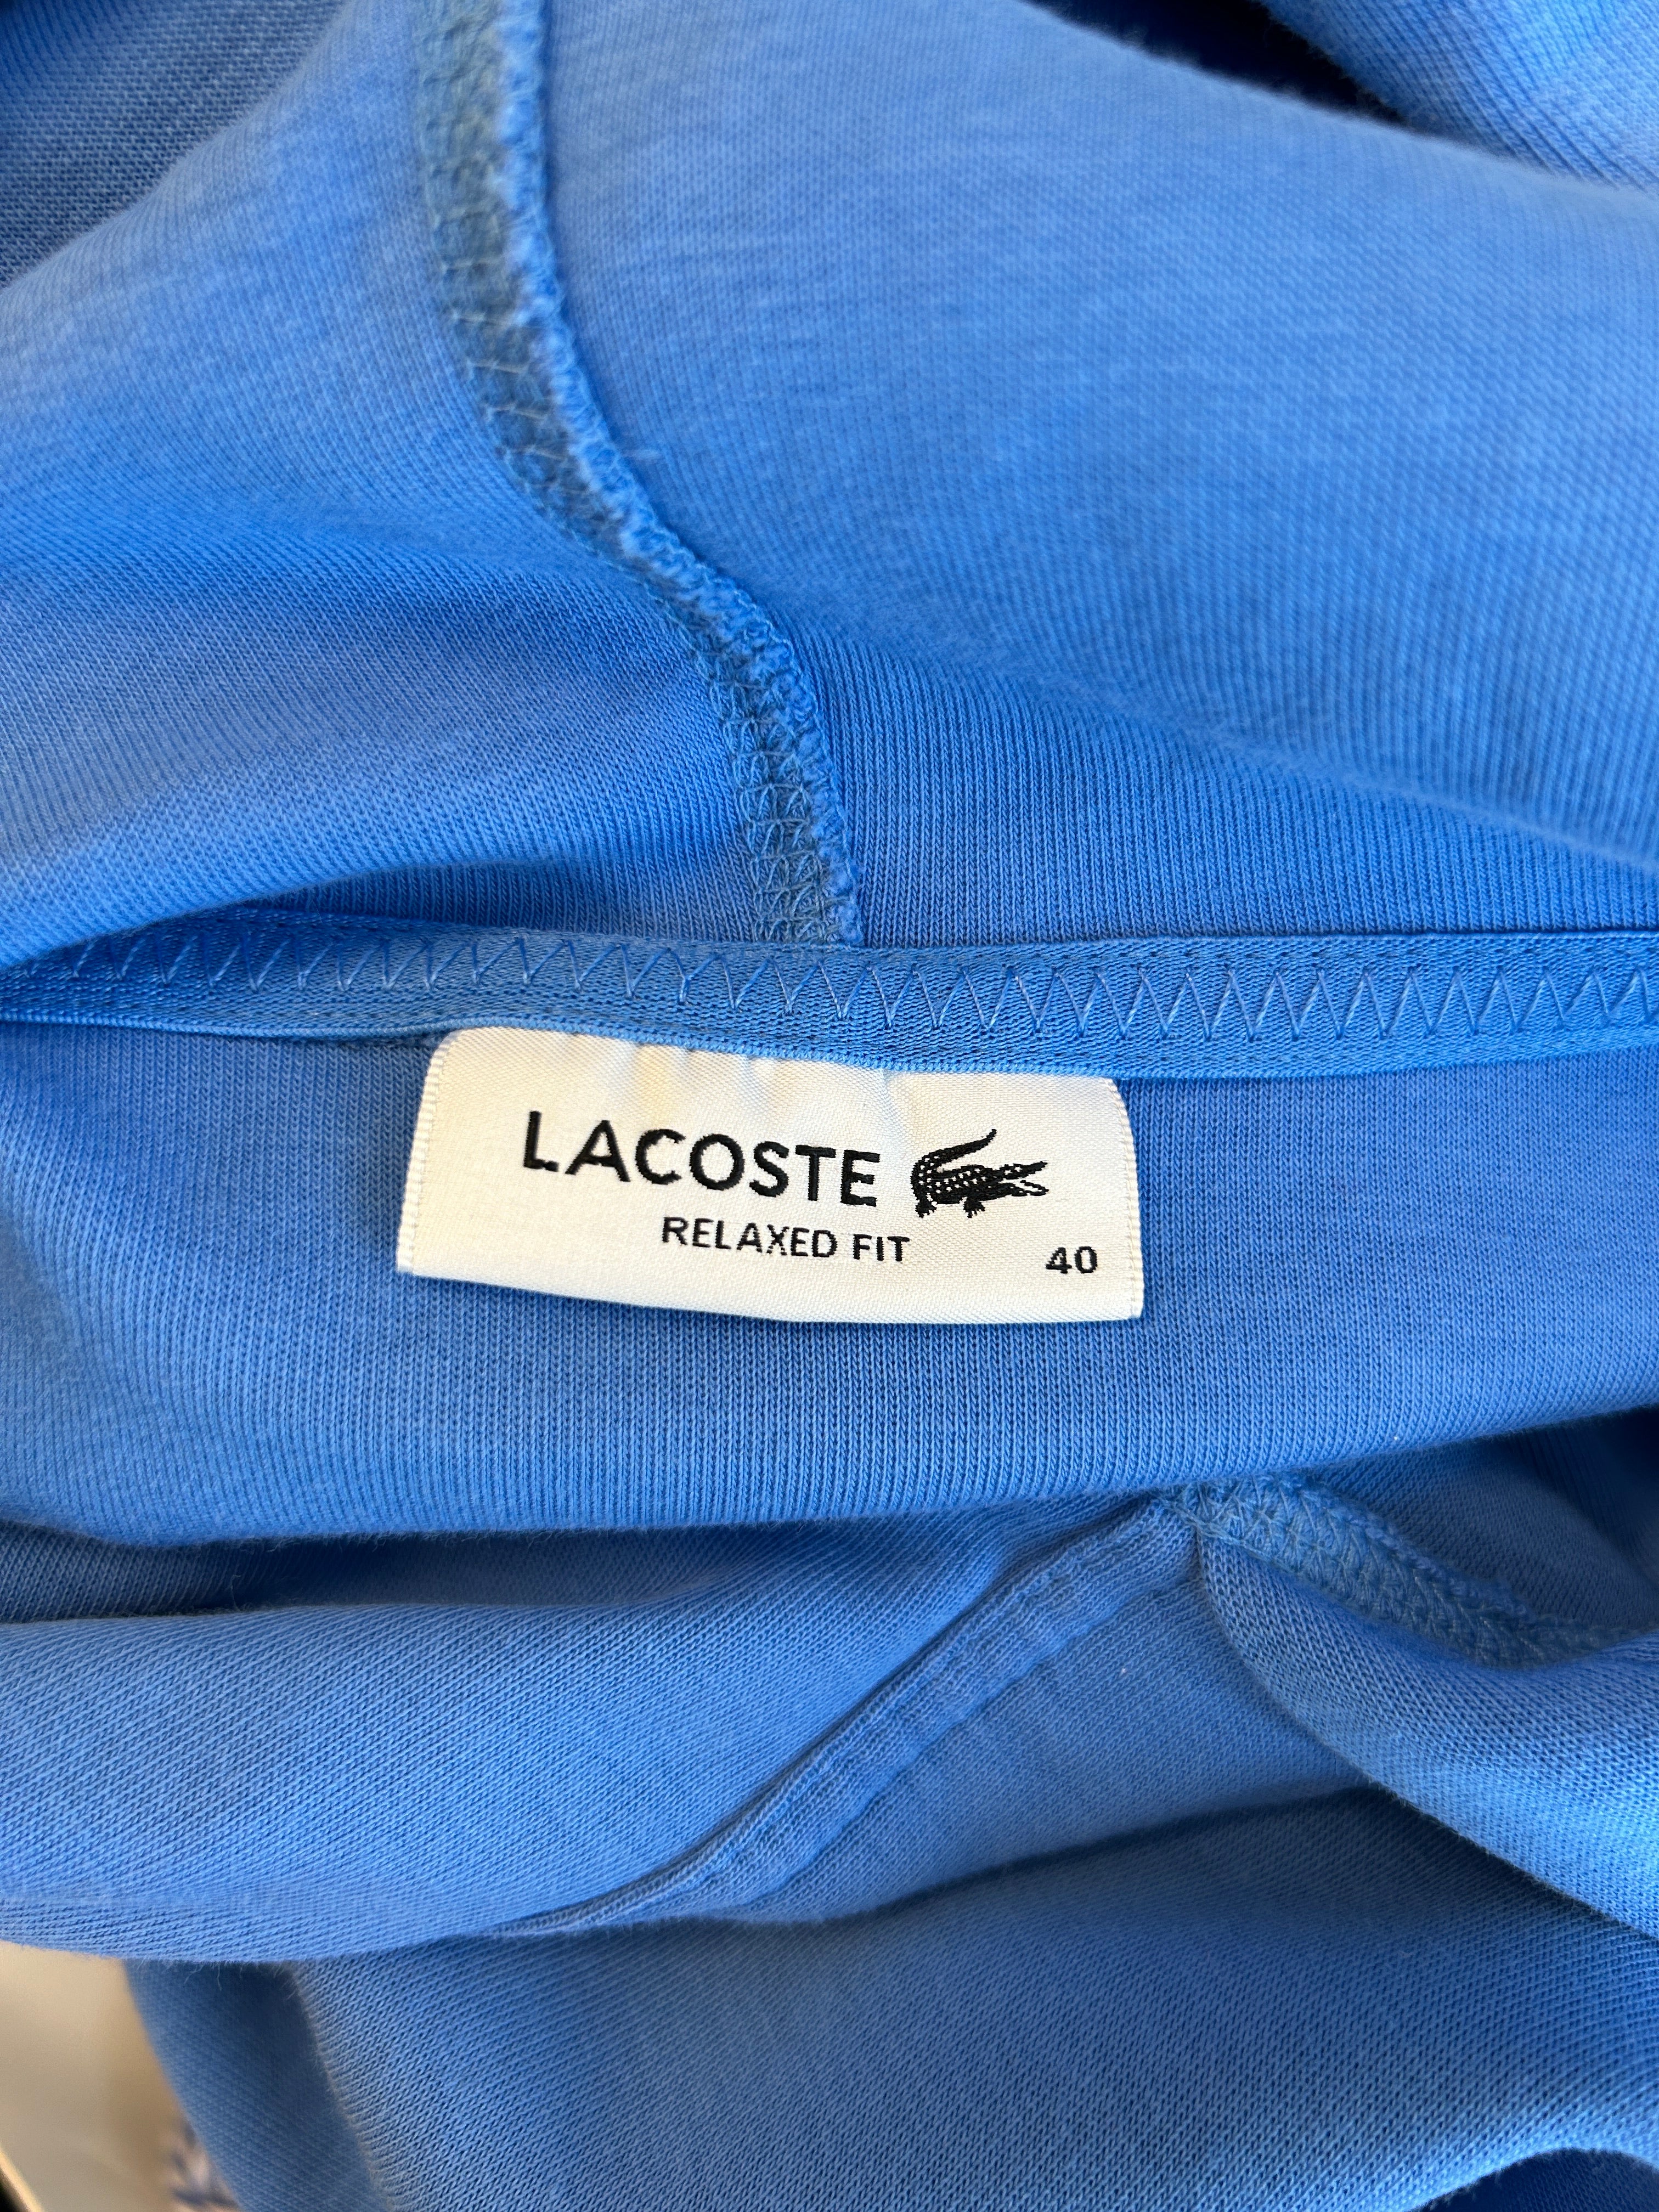 LACOSTE
RELAXED FIT
40